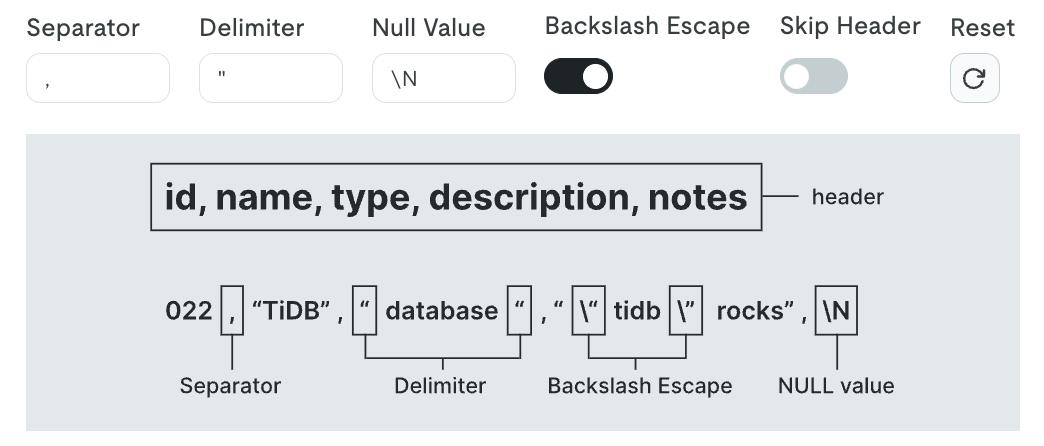 Separator Delimiter Null Value Backslash Escape Skip Header Reset
, " \N
id, name, type, description, notes header
022 , “TiDB” , “ database “ , “ \“ tidb \” rocks” , \N
Separator Delimiter Backslash Escape NULL value